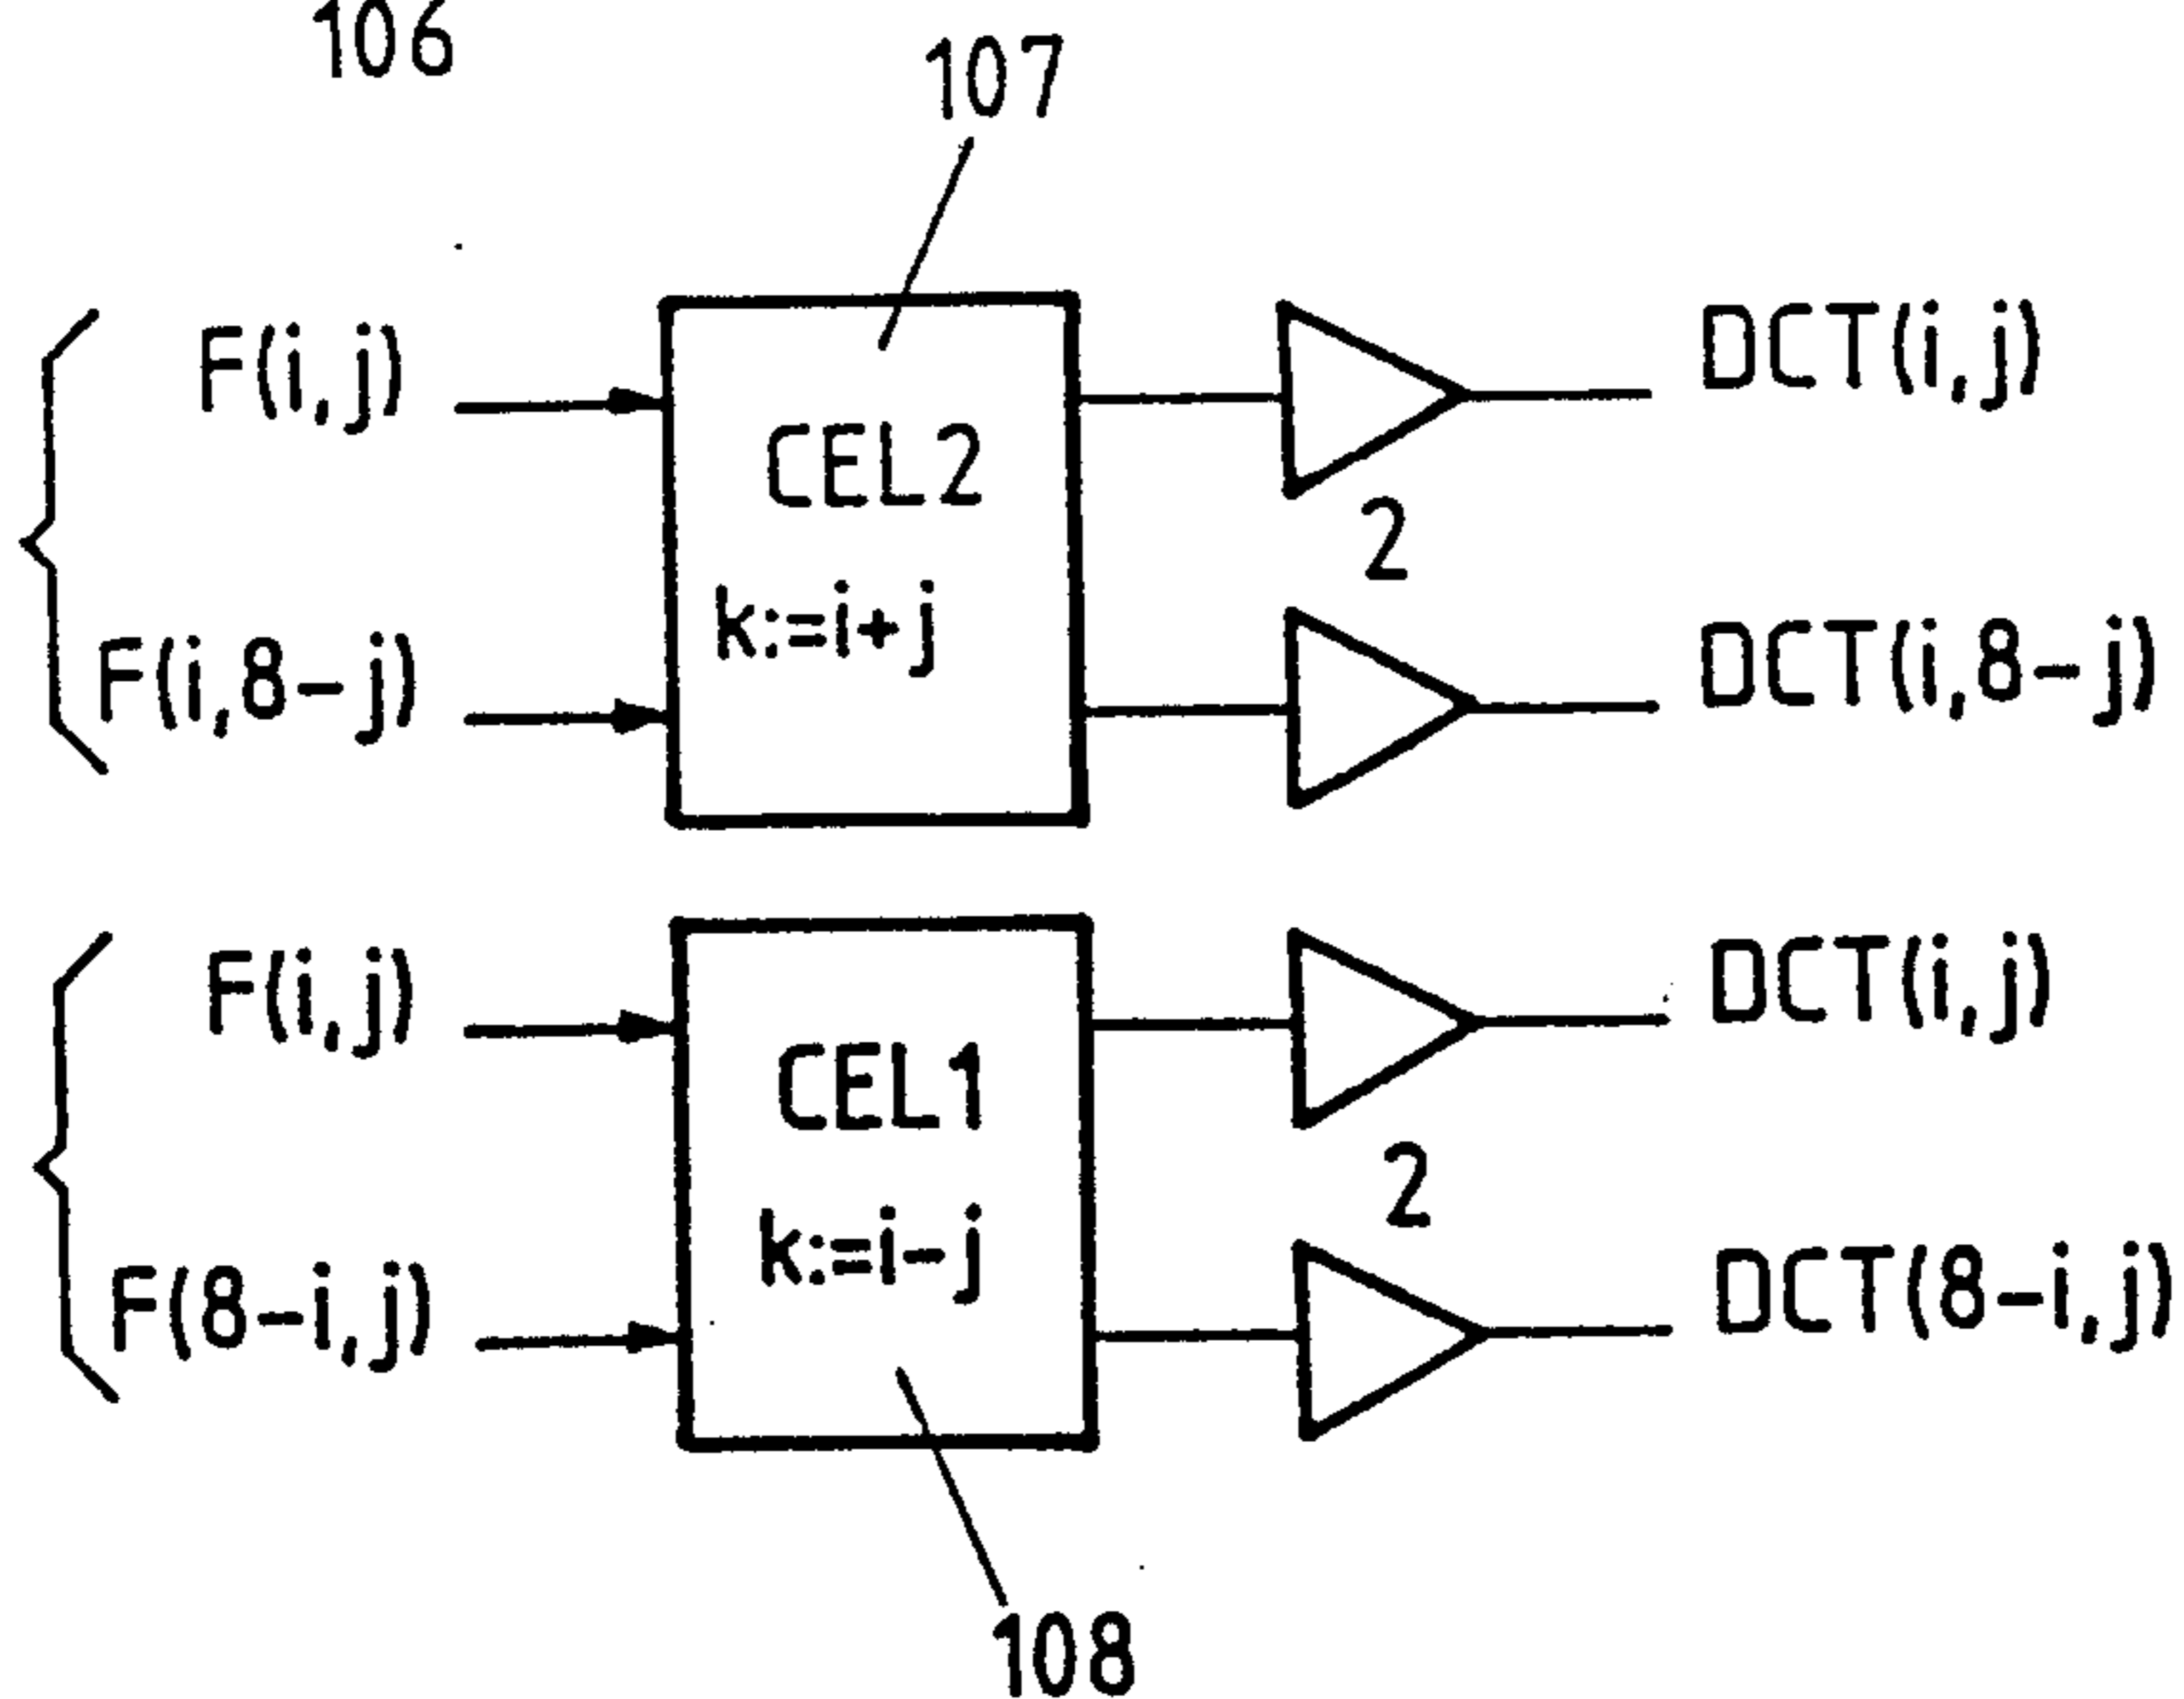 106
107
F(i,j)
CEL2
DCT(i,j)
2
F(i,8-j)
k:=i+j
DCT(i,8-j)
F(i,j)
CEL1
DCT(i,j)
2
F(8-i,j)
k:=i-j
DCT(8-i,j)
108